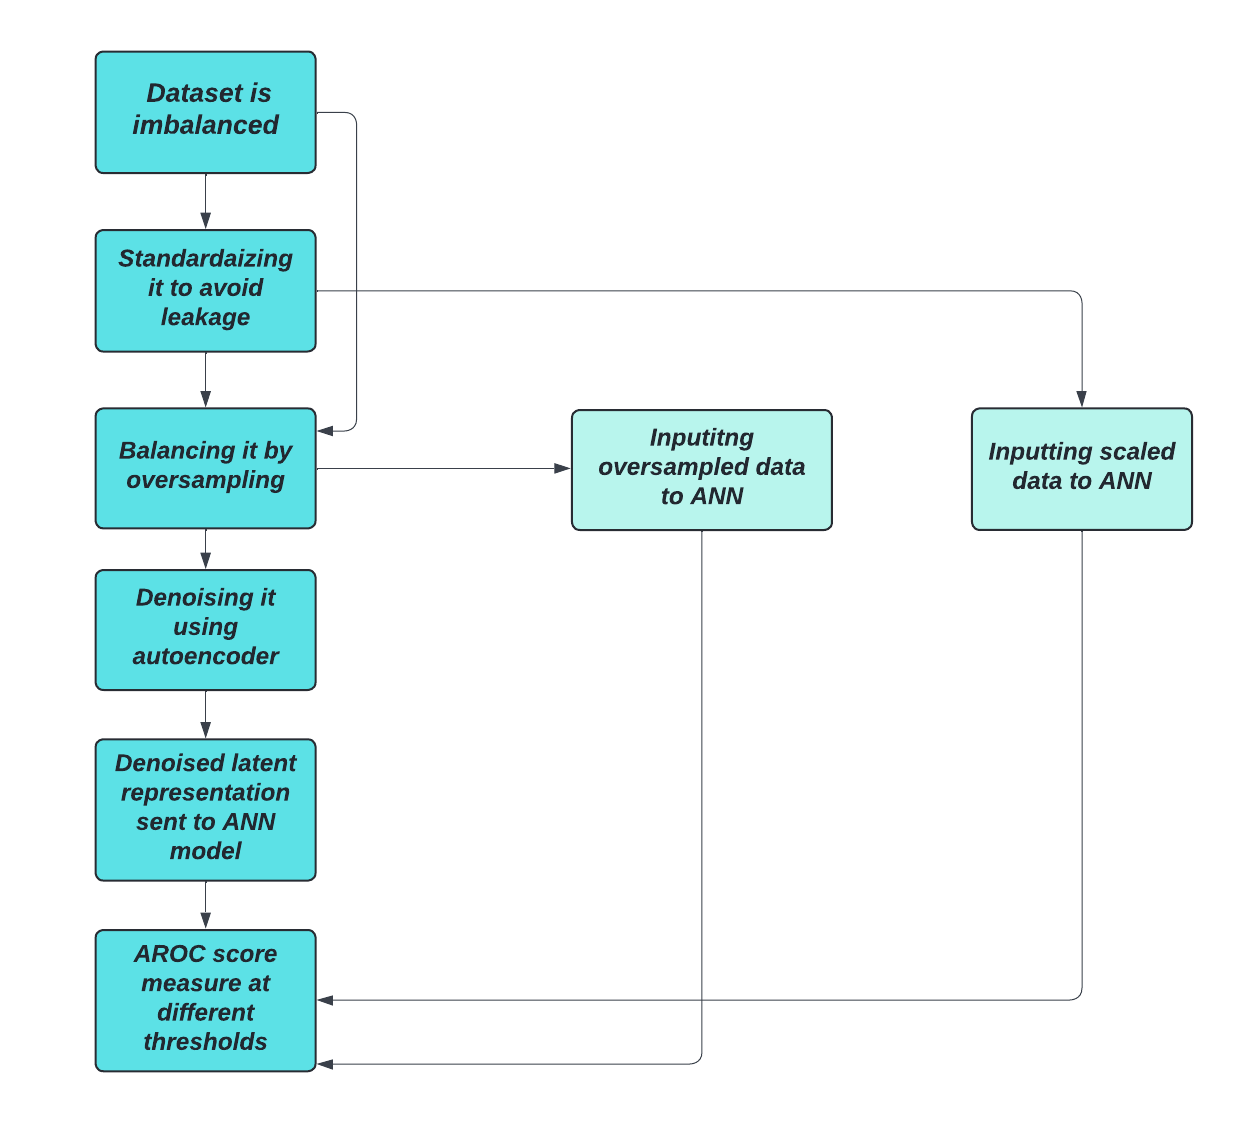 Dataset is
imbalanced
Standardaizing
it to avoid
leakage
Balancing it by
oversampling
Inputitng
oversampled data
to ANN
Inputting scaled
data to ANN
Denoising it
using
autoencoder
Denoised latent
representation
sent to ANN
model
AROC score
measure at
different
thresholds